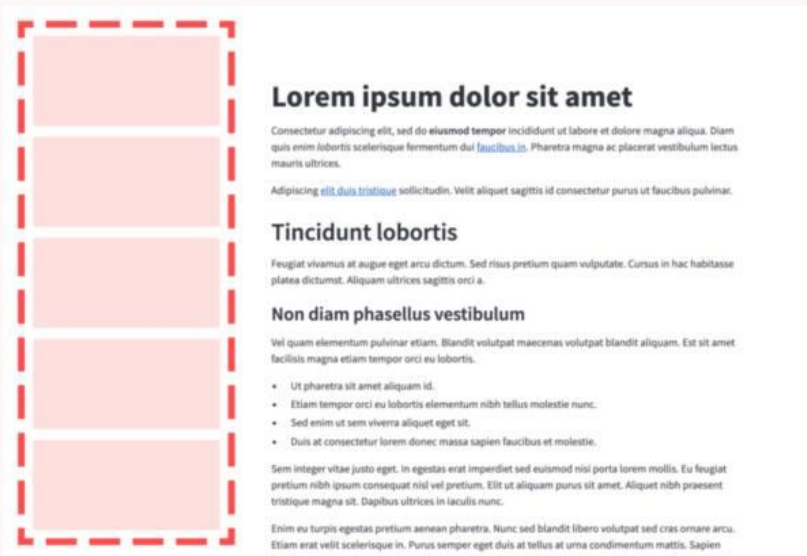 Lorem ipsum dolor sit amet
Consectetur adipiscing elit, sed do eiusmod tempor incididunt ut labore et dolore magna aliqua. Diam
quis enim lobortis scelerisque fermentum dui faucibus in. Pharetra magna ac placerat vestibulum lectus
mauris ultrices.
Adipiscing elit duis tristique sollicitudin. Velit aliquet sagittis id consectetur purus ut faucibus pulvinar.
Tincidunt lobortis
Feugiat vivamus at augue eget arcu dictum. Sed risus pretium quam vulputate. Cursus in hac habitasse
platea dictumst. Aliquam ultrices sagittis orci a.
Non diam phasellus vestibulum
Vel quam elementum pulvinar etiam. Blandit volutpat maecenas volutpat blandit aliquam. Est sit amet
facilisis magna etiam tempor orci eu lobortis.
• Ut pharetra sit amet aliquam id.
• Etiam tempor orci eu lobortis elementum nibh tellus molestie nunc.
• Sed enim ut sem viverra aliquet eget sit.
• Duis at consectetur lorem donec massa sapien faucibus et molestie.
Sem integer vitae justo eget. In egestas erat imperdiet sed euismod nisi porta lorem mollis. Eu feugiat
pretium nibh ipsum consequat nisl vel pretium. Elit ut aliquam purus sit amet. Aliquet nibh praesent
tristique magna sit. Dapibus ultrices in iaculis nunc.
Enim eu turpis egestas pretium aenean pharetra. Nunc sed blandit libero volutpat sed cras ornare arcu.
Etiam erat velit scelerisque in. Purus semper eget duis at tellus at urna condimentum mattis. Sapien